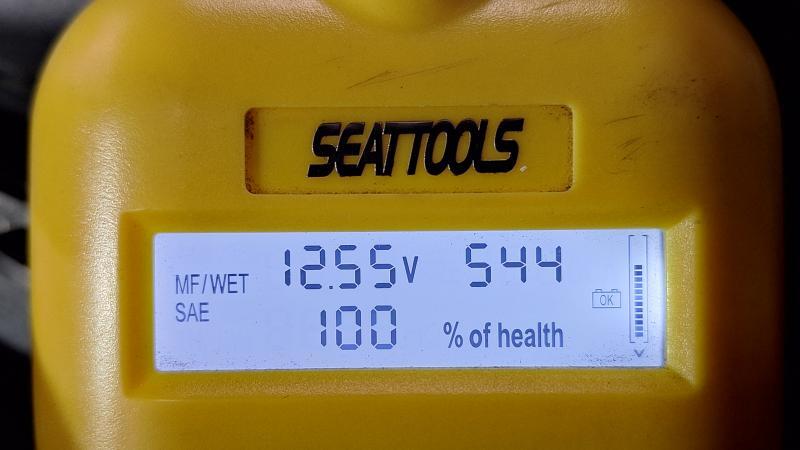 SEATTOOLS
MF/WET 12.55V 544
SAE 100 % of health
OK